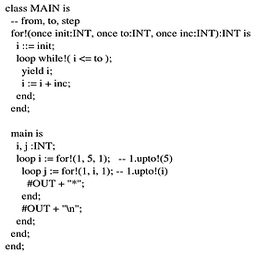 class MAIN is
-- from, to, step
for!(once init:INT, once to:INT, once inc:INT):INT is
i ::= init;
loop while!( i <= to );
yield i;
i := i + inc;
end;
end;
main is
i, j :INT;
loop i := for!(1, 5, 1);   -- 1.upto!(5)
loop j := for!(1, i, 1); -- 1.upto!(i)
#OUT + "*";
end;
#OUT + "\n";
end;
end;
end;